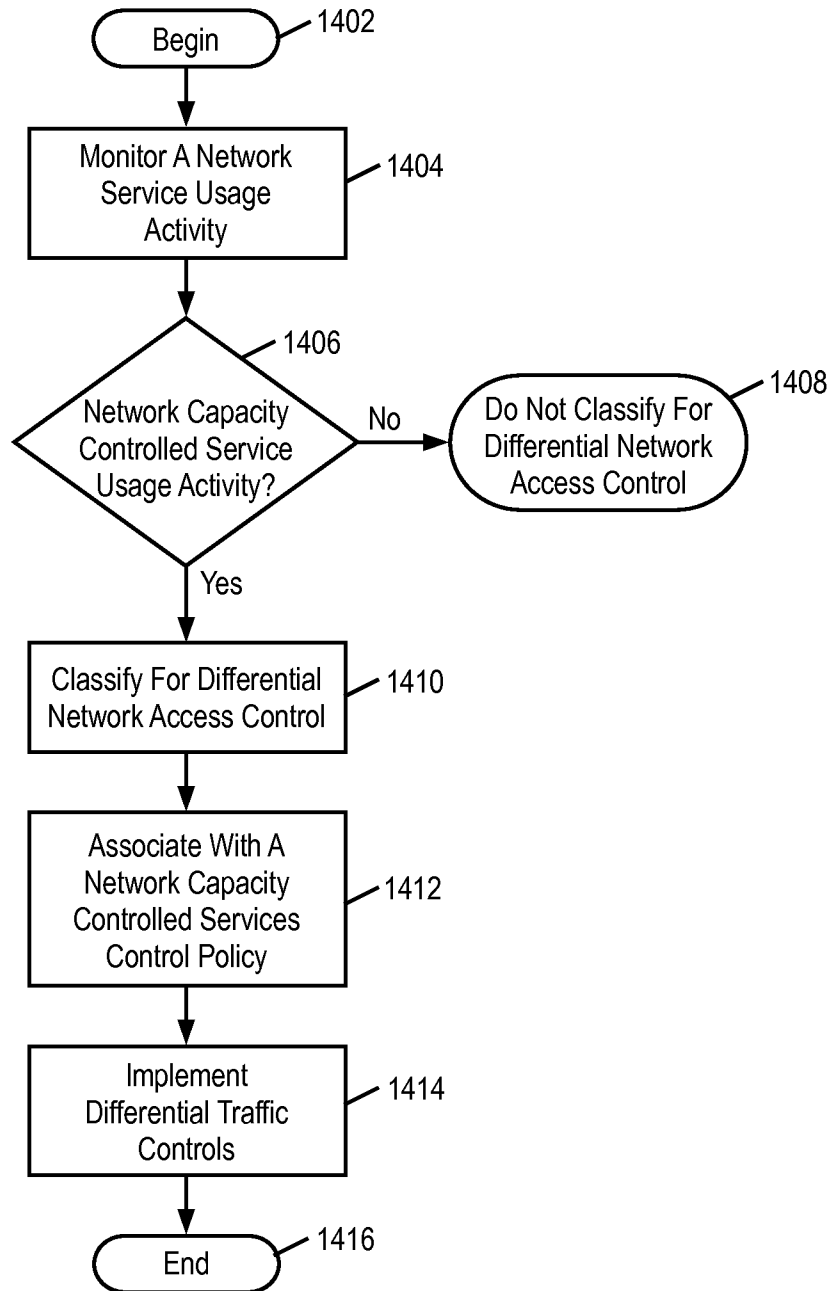 Begin
1402
Monitor A Network
Service Usage
Activity
1404
1406
Network Capacity
Controlled Service
Usage Activity?
No
Do Not Classify For
Differential Network
Access Control
1408
Yes
Classify For Differential
Network Access Control
1410
Associate With A
Network Capacity
Controlled Services
Control Policy
1412
Implement
Differential Traffic
Controls
1414
End
1416